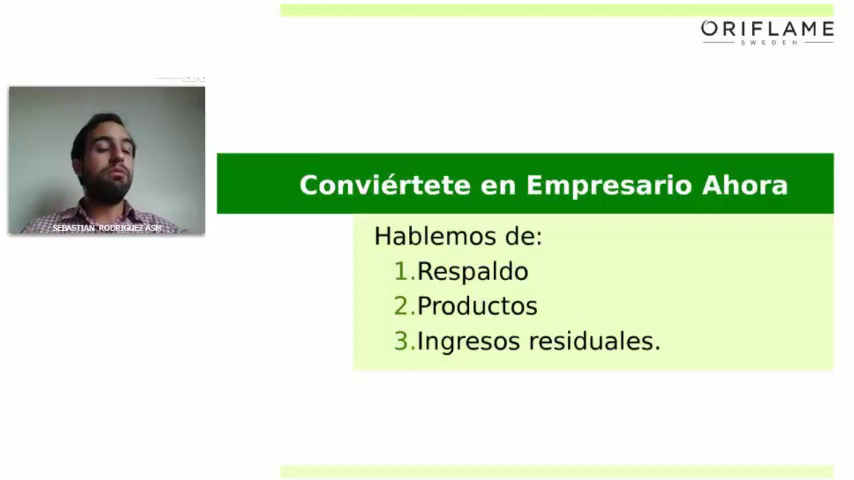 ORIFLAME
SWEDEN
SEBASTIAN RODRIGUEZ ASM
Conviértete en Empresario Ahora
Hablemos de:
1.Respaldo
2.Productos
3.Ingresos residuales.